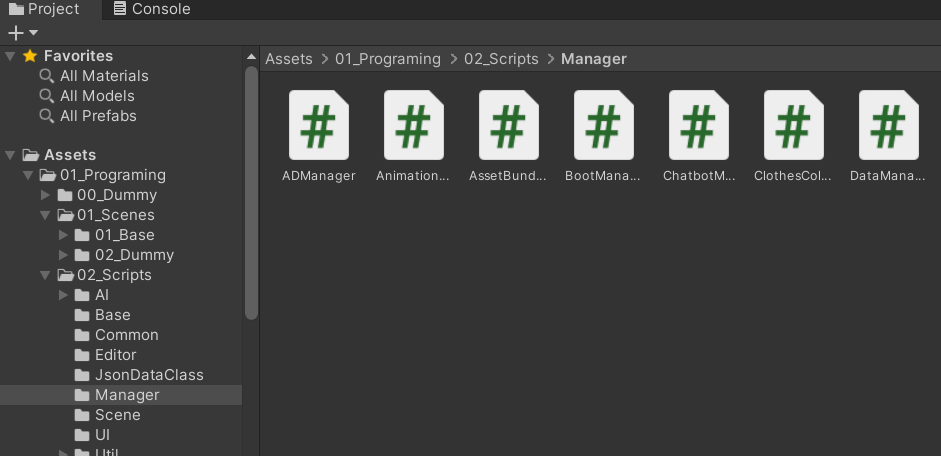 Project
Console
Favorites
All Materials
All Models
All Prefabs
Assets
01_Programing
00_Dummy
01_Scenes
01_Base
02_Dummy
02_Scripts
AI
Base
Common
Editor
JsonDataClass
Manager
Scene
UI
Util
Assets > 01_Programing > 02_Scripts > Manager
ADManager
Animation...
AssetBund...
BootMana...
ChatbotM...
ClothesCol...
DataMana...